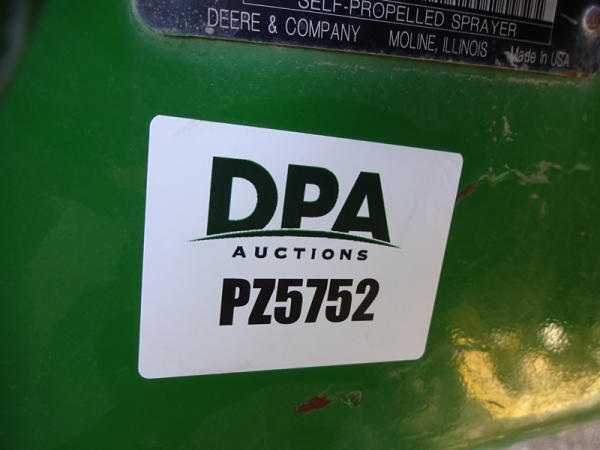 SELF-PROPELLED SPRAYER
DEERE & COMPANY MOLINE, ILLINOIS Made in USA
DPA
AUCTIONS
PZ5752